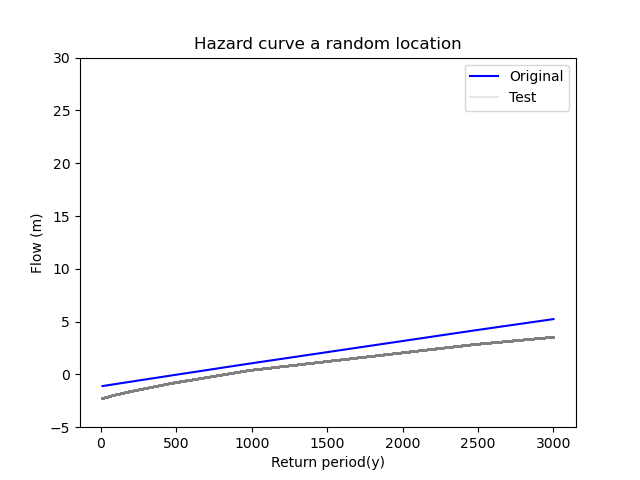 Hazard curve a random location
Original
Test
30
25
20
15
10
5
0
−5
Flow (m)
0 500 1000 1500 2000 2500 3000
Return period(y)